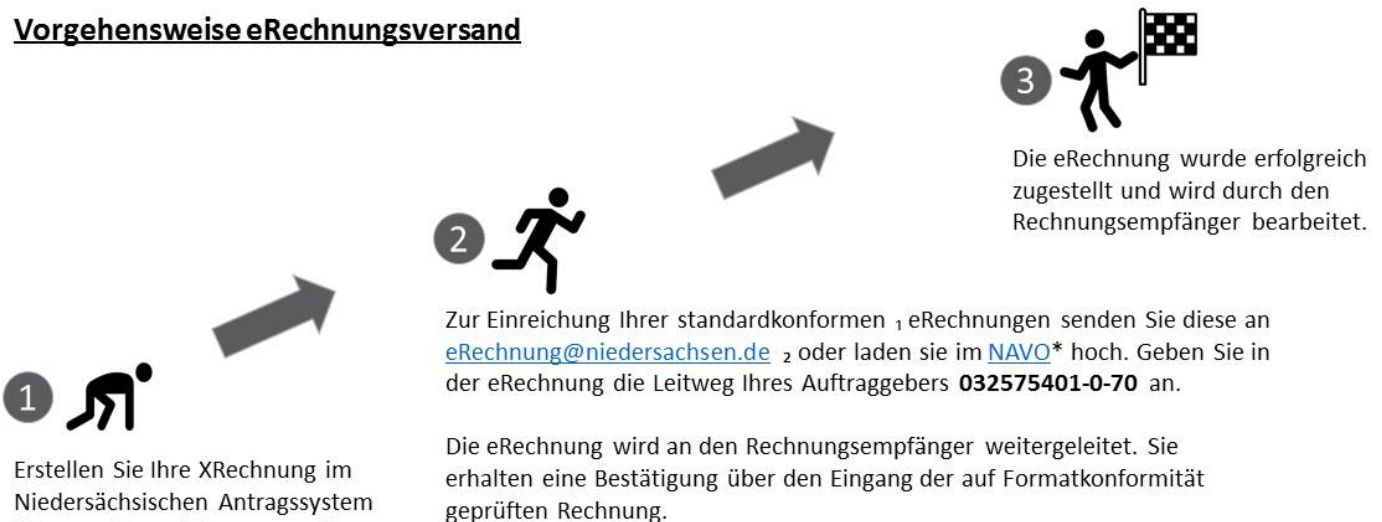 Vorgehensweise eRechnungsversand
1
Erstellen Sie Ihre XRechnung im
Niedersächsischen Antragssystem
2
Zur Einreichung Ihrer standardkonformen ₁ eRechnungen senden Sie diese an
eRechnung@niedersachsen.de ₂ oder laden sie im NAVO* hoch. Geben Sie in
der eRechnung die Leitweg Ihres Auftraggebers 032575401-0-70 an.
Die eRechnung wird an den Rechnungsempfänger weitergeleitet. Sie
erhalten eine Bestätigung über den Eingang der auf Formatkonformität
geprüften Rechnung.
3
Die eRechnung wurde erfolgreich
zugestellt und wird durch den
Rechnungsempfänger bearbeitet.